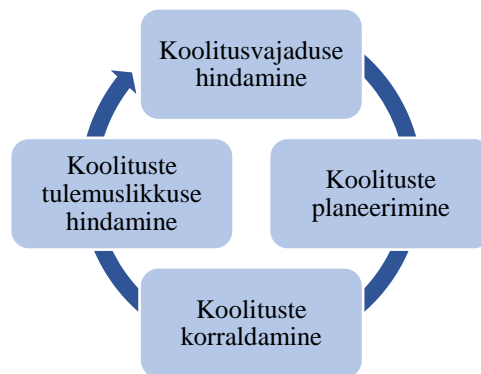 Koolitusvajaduse
hindamine
Koolituste
planeerimine
Koolituste
korraldamine
Koolituste
tulemuslikkuse
hindamine